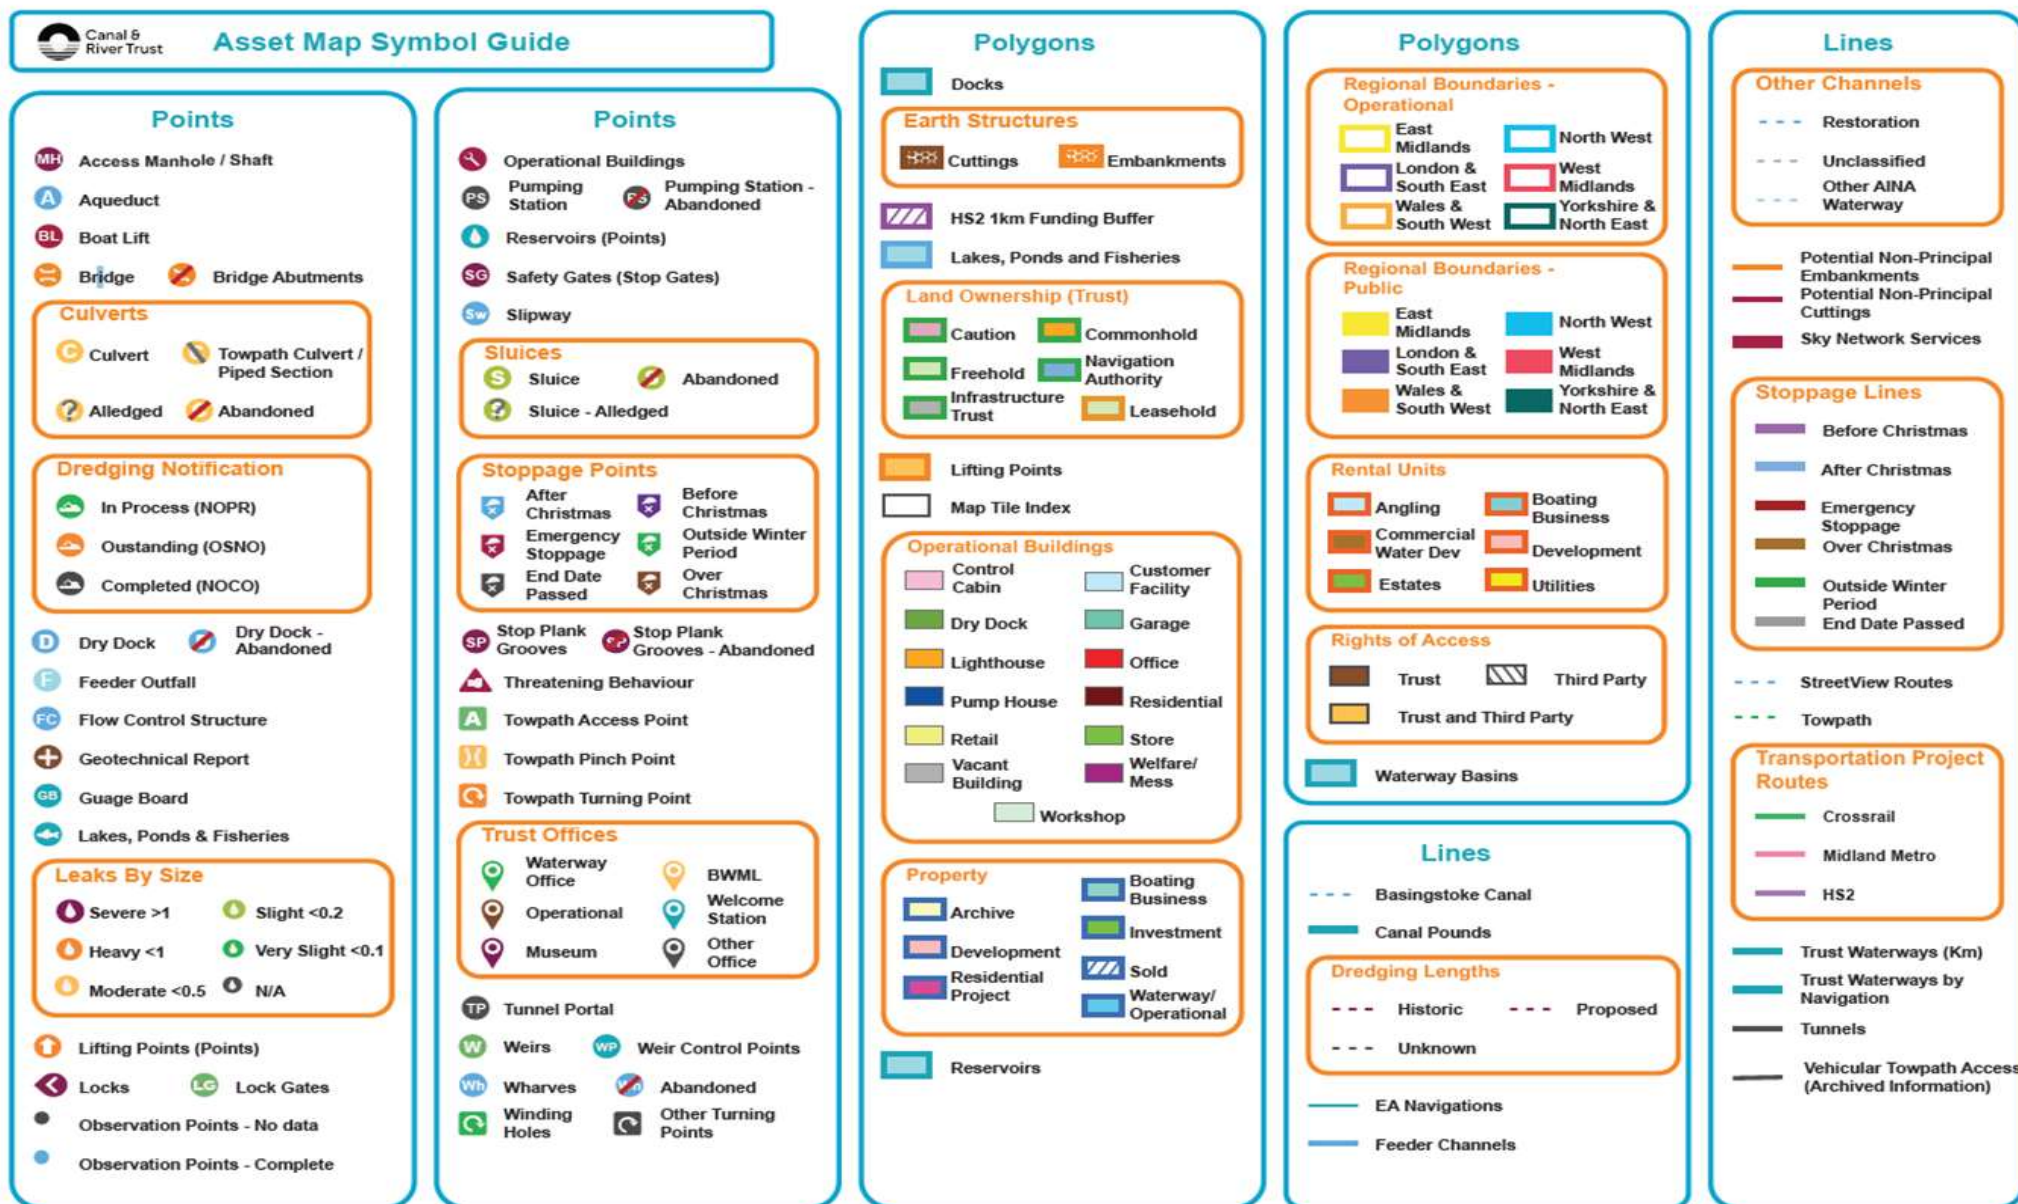 Canal &
River Trust
Asset Map Symbol Guide
Points
MH Access Manhole / Shaft
A Aqueduct
BL Boat Lift
Bridge
Bridge Abutments
Culverts
C Culvert
Towpath Culvert /
Piped Section
? Alledged
Abandoned
Dredging Notification
In Process (NOPR)
Oustanding (OSNO)
Completed (NOCO)
D Dry Dock
Dry Dock -
Abandoned
F Feeder Outfall
FC Flow Control Structure
Geotechnical Report
GB Guage Board
Lakes, Ponds & Fisheries
Leaks By Size
Severe >1
Slight <0.2
Heavy <1
Very Slight <0.1
Moderate <0.5
N/A
Lifting Points (Points)
Locks
LG Lock Gates
Observation Points - No data
Observation Points - Complete
Points
Operational Buildings
PS Pumping
Station
PS Pumping Station -
Abandoned
Reservoirs (Points)
SG Safety Gates (Stop Gates)
Sw Slipway
Sluices
S Sluice
Abandoned
? Sluice - Alledged
Stoppage Points
After
Christmas
Before
Christmas
Emergency
Stoppage
Outside Winter
Period
End Date
Passed
Over
Christmas
SP Stop Plank
Grooves
SP Stop Plank
Grooves - Abandoned
Threatening Behaviour
A Towpath Access Point
Towpath Pinch Point
Towpath Turning Point
Trust Offices
Waterway
Office
BWML
Operational
Welcome
Station
Museum
Other
Office
TP Tunnel Portal
W Weirs
WP Weir Control Points
Wh Wharves
Wh Abandoned
Winding
Holes
Other Turning
Points
Polygons
Docks
Earth Structures
Cuttings
Embankments
HS2 1km Funding Buffer
Lakes, Ponds and Fisheries
Land Ownership (Trust)
Caution
Commonhold
Freehold
Navigation
Authority
Infrastructure
Trust
Leasehold
Lifting Points
Map Tile Index
Operational Buildings
Control
Cabin
Customer
Facility
Dry Dock
Garage
Lighthouse
Office
Pump House
Residential
Retail
Store
Vacant
Building
Welfare/
Mess
Workshop
Property
Archive
Boating
Business
Development
Investment
Residential
Project
Sold
Waterway/
Operational
Reservoirs
Polygons
Regional Boundaries -
Operational
East
Midlands
North West
London &
South East
West
Midlands
Wales &
South West
Yorkshire &
North East
Regional Boundaries -
Public
East
Midlands
North West
London &
South East
West
Midlands
Wales &
South West
Yorkshire &
North East
Rental Units
Angling
Boating
Business
Commercial
Water Dev
Development
Estates
Utilities
Rights of Access
Trust
Third Party
Trust and Third Party
Waterway Basins
Lines
Basingstoke Canal
Canal Pounds
Dredging Lengths
Historic
Proposed
Unknown
EA Navigations
Feeder Channels
Lines
Other Channels
Restoration
Unclassified
Other AINA
Waterway
Potential Non-Principal
Embankments
Potential Non-Principal
Cuttings
Sky Network Services
Stoppage Lines
Before Christmas
After Christmas
Emergency
Stoppage
Over Christmas
Outside Winter
Period
End Date Passed
StreetView Routes
Towpath
Transportation Project
Routes
Crossrail
Midland Metro
HS2
Trust Waterways (Km)
Trust Waterways by
Navigation
Tunnels
Vehicular Towpath Access
(Archived Information)